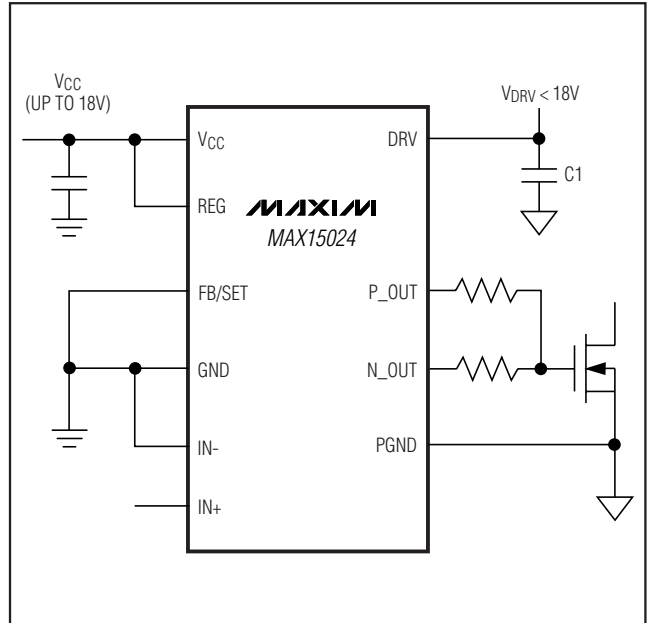 VCC
(UP TO 18V)
VDRV < 18V
VCC
DRV
C1
REG
MAXIM
MAX15024
FB/SET
P_OUT
GND
N_OUT
IN-
PGND
IN+